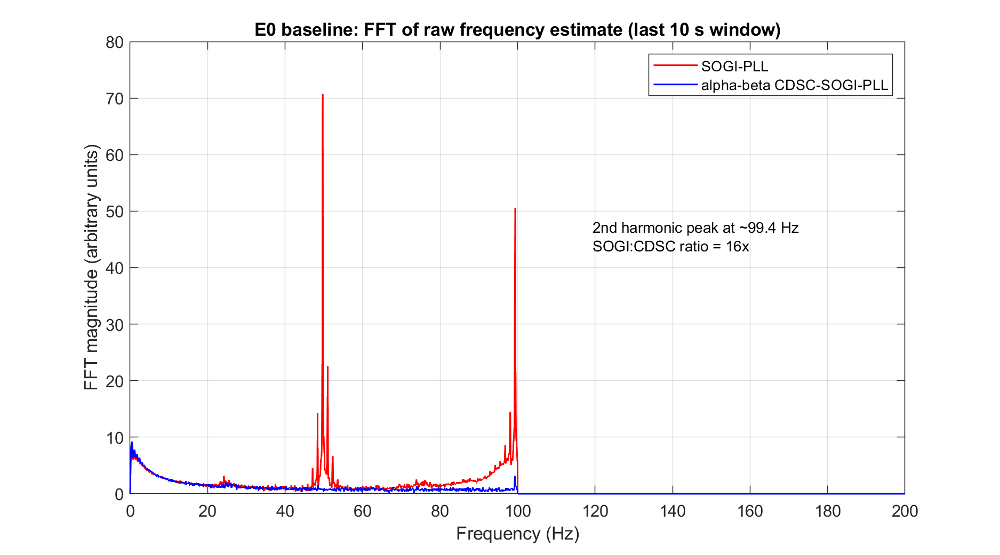 E0 baseline: FFT of raw frequency estimate (last 10 s window)
SOGI-PLL
alpha-beta CDSC-SOGI-PLL
80
70
60
50
40
30
20
10
0
FFT magnitude (arbitrary units)
2nd harmonic peak at ~99.4 Hz
SOGI:CDSC ratio = 16x
0 20 40 60 80 100 120 140 160 180 200
Frequency (Hz)